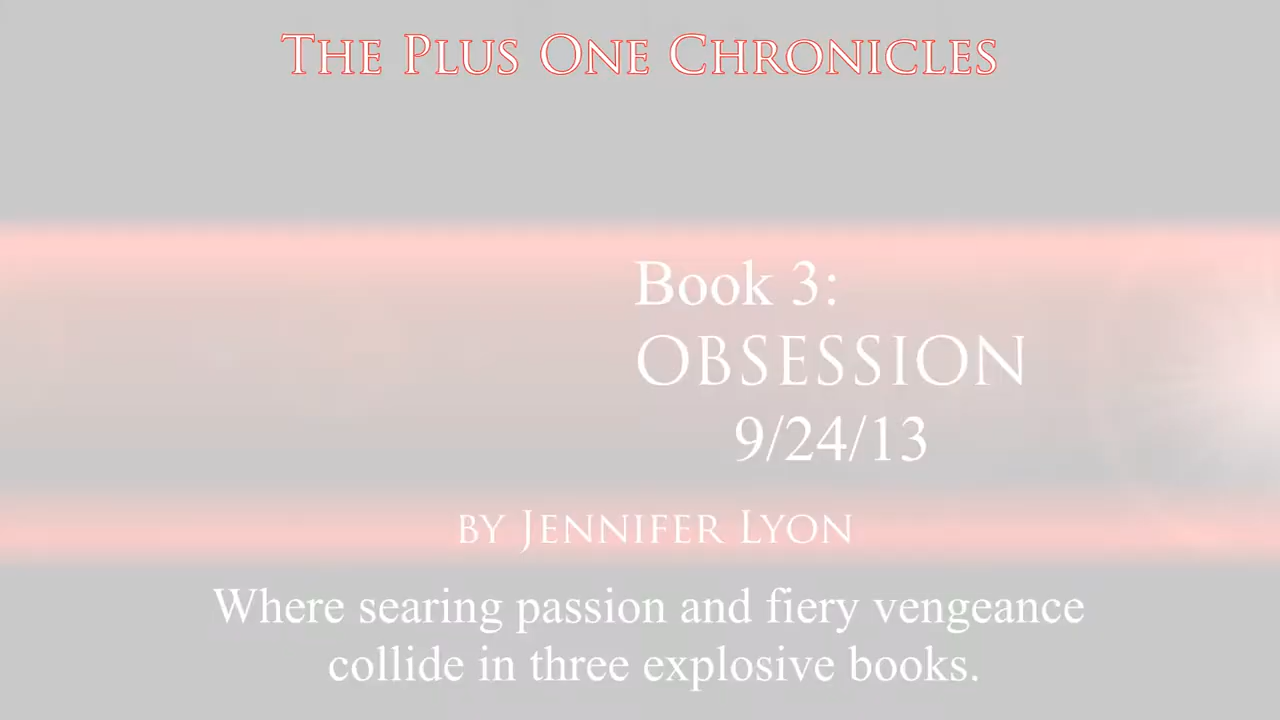 The Plus One Chronicles
Book 3:
OBSESSION
9/24/13
by Jennifer Lyon
Where searing passion and fiery vengeance
collide in three explosive books.